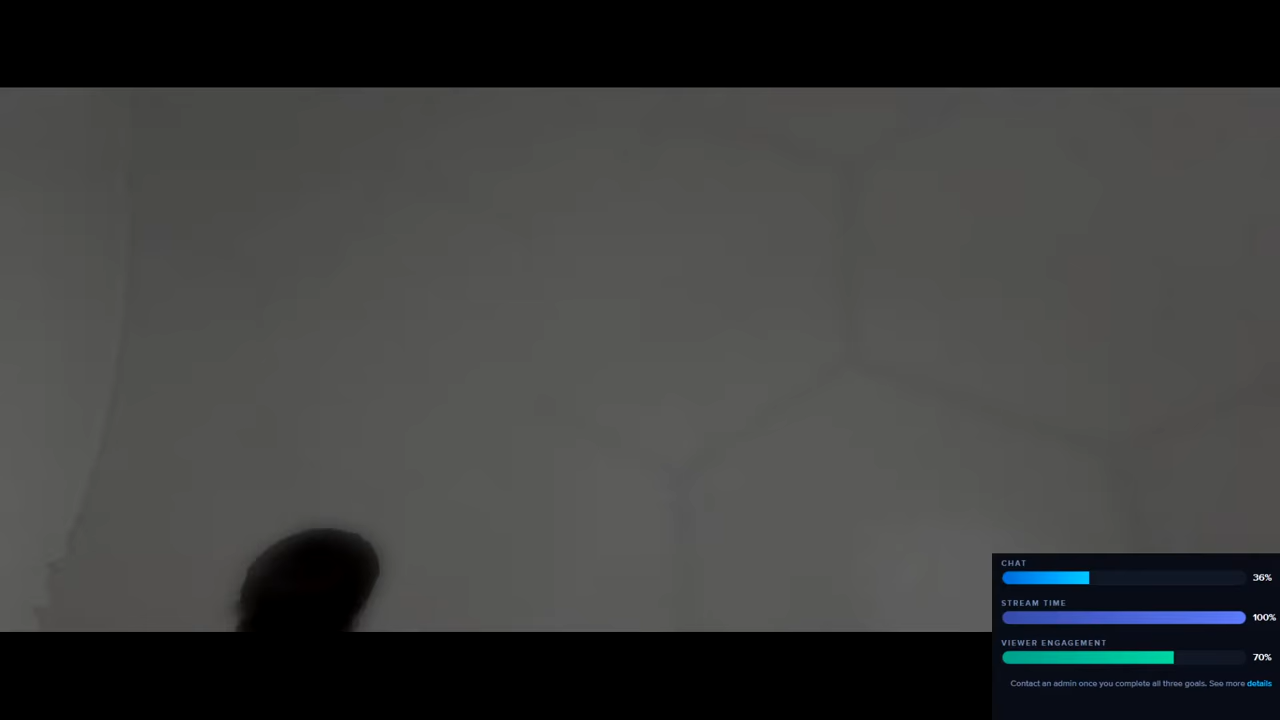 CHAT
36%
STREAM TIME
100%
VIEWER ENGAGEMENT
70%
Contact an admin once you complete all three goals. See more details